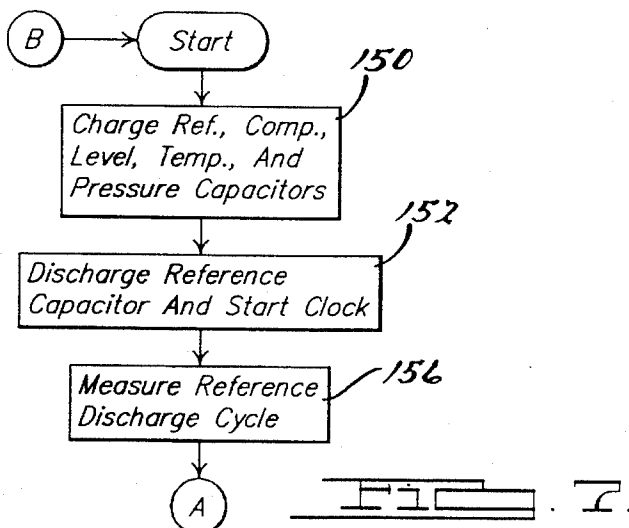 B
Start
150
Charge Ref., Comp.,
Level, Temp., And
Pressure Capacitors
152
Discharge Reference
Capacitor And Start Clock
156
Measure Reference
Discharge Cycle
A